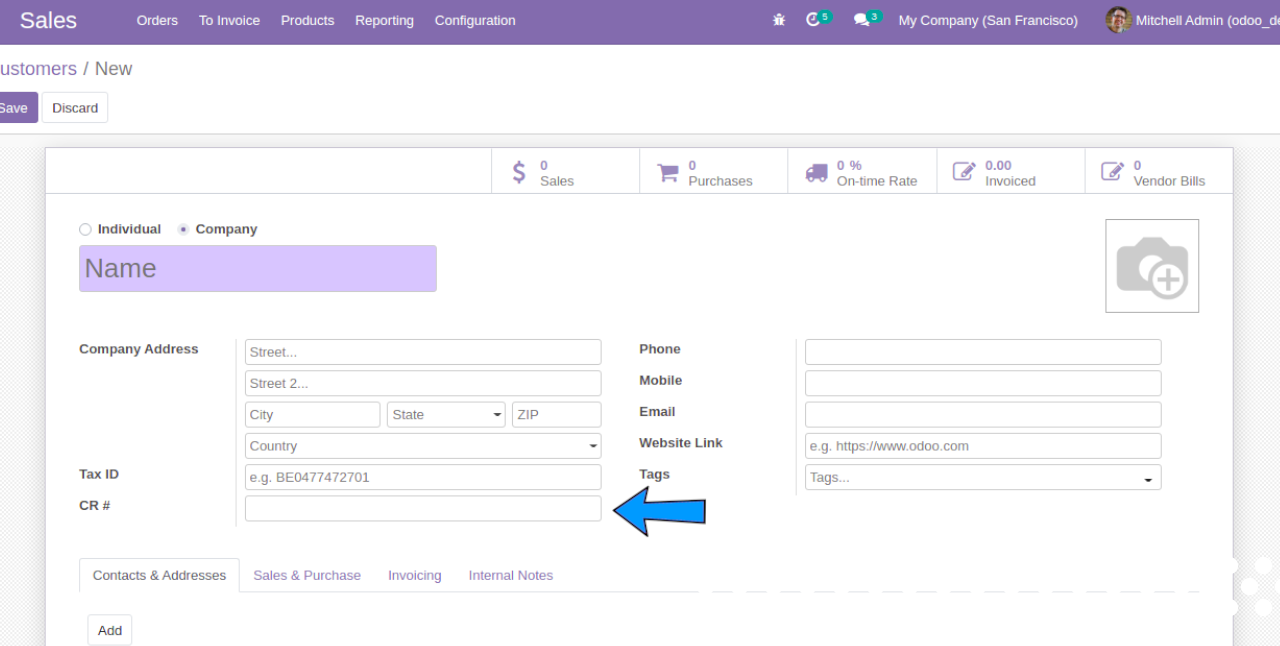 Sales Orders To Invoice Products Reporting Configuration 5 3 My Company (San Francisco) Mitchell Admin (odoo_de
ustomers / New
Save Discard
0 0 0 % 0.00 0
Sales Purchases On-time Rate Invoiced Vendor Bills
Individual Company
Name
Company Address Street... Phone
Street 2... Mobile
City State ZIP Email
Country Website Link e.g. https://www.odoo.com
Tax ID e.g. BE0477472701 Tags Tags...
CR #
Contacts & Addresses Sales & Purchase Invoicing Internal Notes
Add